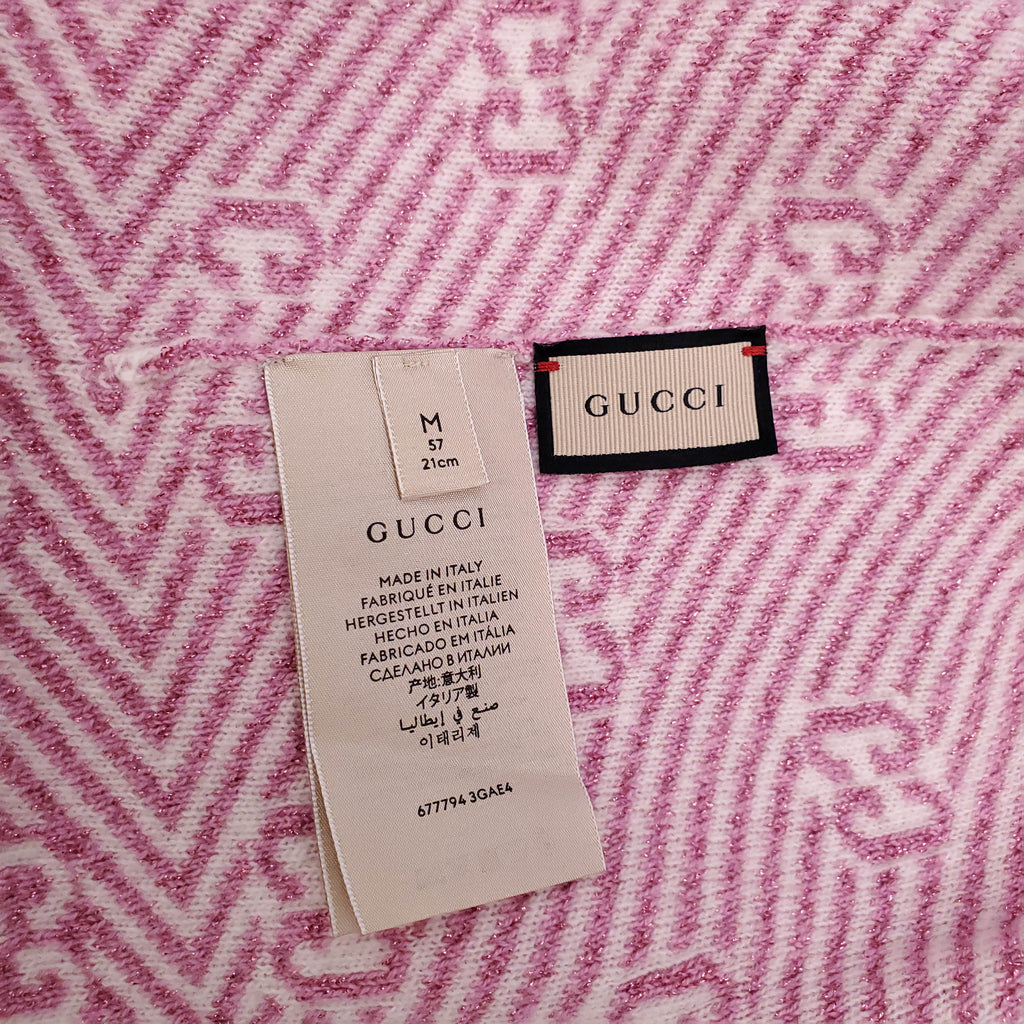 M
57
21cm
GUCCI
MADE IN ITALY
FABRIQUÉ EN ITALIE
HERGESTELLT IN ITALIEN
HECHO EN ITALIA
FABRICADO EM ITÁLIA
СДЕЛАНО В ИТАЛИИ
产地:意大利
イタリア製
صنع في إيطاليا
이태리제
677794 3GAE4
GUCCI